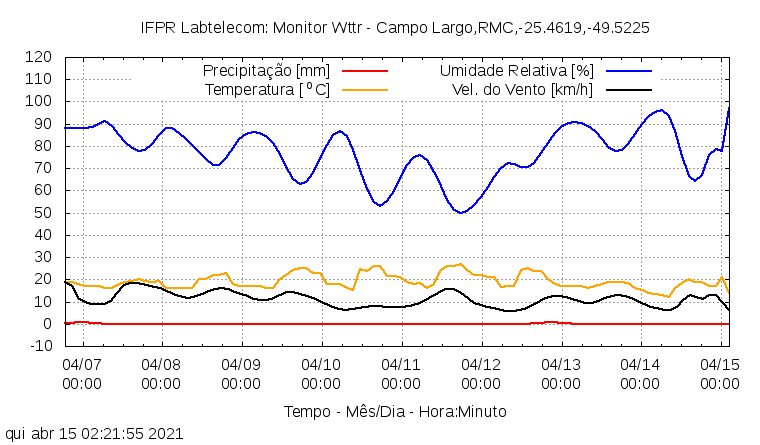 IFPR Labtelecom: Monitor Wttr - Campo Largo,RMC,-25.4619,-49.5225
120
110
100
90
80
70
60
50
40
30
20
10
0
-10
Precipitação [mm]
Temperatura [ ⁰C]
Umidade Relativa [%]
Vel. do Vento [km/h]
04/07 04/08 04/09 04/10 04/11 04/12 04/13 04/14 04/15
00:00 00:00 00:00 00:00 00:00 00:00 00:00 00:00 00:00
Tempo - Mês/Dia - Hora:Minuto
qui abr 15 02:21:55 2021